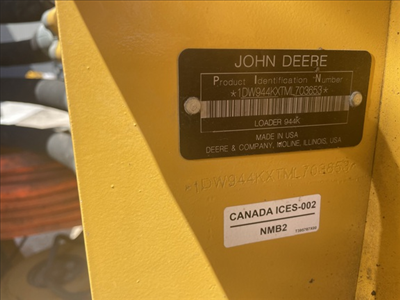 JOHN DEERE
Product Identification Number
*1DW944KXTML703653*
LOADER 944K
MADE IN USA
DEERE & COMPANY, MOLINE, ILLINOIS, USA
*1DW944KXTML703653*
CANADA ICES-002
NMB2